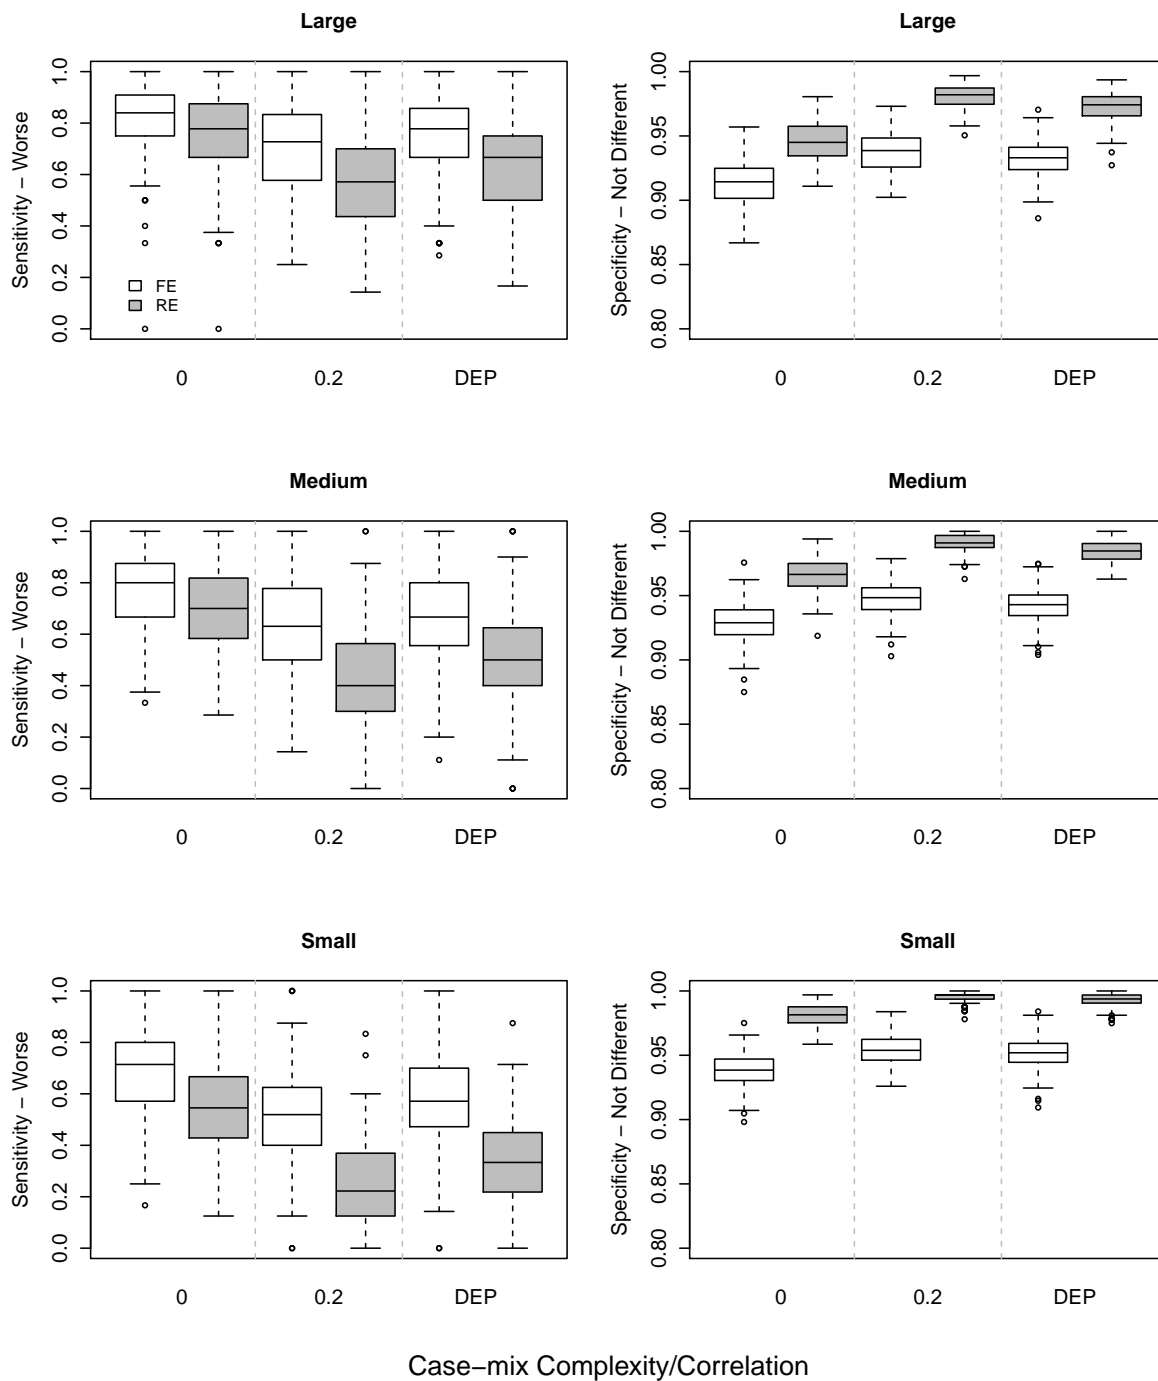 Large
Sensitivity − Worse
1.0
0.8
0.6
0.4
0.2
0.0
FE
RE
0 0.2 DEP
Large
Specificity − Not Different
1.00
0.95
0.90
0.85
0.80
0 0.2 DEP
Medium
Sensitivity − Worse
1.0
0.8
0.6
0.4
0.2
0.0
0 0.2 DEP
Medium
Specificity − Not Different
1.00
0.95
0.90
0.85
0.80
0 0.2 DEP
Small
Sensitivity − Worse
1.0
0.8
0.6
0.4
0.2
0.0
0 0.2 DEP
Small
Specificity − Not Different
1.00
0.95
0.90
0.85
0.80
0 0.2 DEP
Case−mix Complexity/Correlation